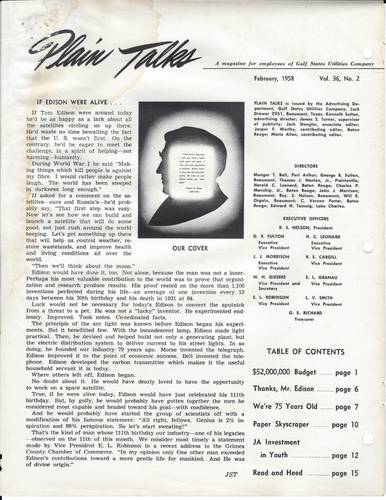 Plain Talks
A magazine for employees of Gulf States Utilities Company
February, 1958 Vol. 36, No. 2
IF EDISON WERE ALIVE . . .
If Tom Edison were around today
he'd be as happy as a lark about all
the satellites circling us up there.
He'd waste no time bewailing the fact
that the U. S. wasn't first. On the
contrary, he'd be eager to meet the
challenge, in a spirit of helping—not
harming—humanity.
During World War I he said "Making
things which kill people is against
my fibre. I would rather make people
laugh. The world has been steeped
in darkness long enough."
If asked for a comment on the satellites—ours
and Russia's—he'd probably
say, "That first step was easy.
Now let's see how we can build and
launch a satellite that will do some
good, not just rush around the world
beeping. Let's get something up there
that will help us control weather, restore
wastelands, and improve health
and living conditions all over the
world.
"Then we'll think about the moon."
OUR COVER
Edison would have done it, too. Not alone, because the man was not a loner.
Perhaps his most valuable contribution to the world was to prove that organization
and research produce results. His proof rested on the more than 1,100
inventions perfected during his life—an average of one invention every 13
days between his 30th birthday and his death in 1931 at 84.
Luck would not be necessary for today's Edison to convert the sputnick
from a threat to a pet. He was not a "lucky" inventor. He experimented endlessly.
Improved. Took notes. Co-ordinated facts.
The principle of the arc light was known before Edison began his experiments.
But it benefitted few. With the incandescent lamp, Edison made light
practical. Then, he devised and helped build not only a generating plant, but
the electric distribution system to deliver current to his street lights. In so
doing, he founded our industry 79 years ago. Morse invented the telegraph.
Edison improved it to the point of economic success. Bell invented the telephone.
Edison developed the carbon transmitter which makes it the useful
household servant it is today.
Where others left off, Edison began.
No doubt about it. He would have dearly loved to have the opportunity
to work on a space satellite.
True, if he were alive today, Edison would have just celebrated his 111th
birthday. But, by golly, he would probably have gotten together the men he
considered most capable and headed toward his goal—with confidence.
And he would probably have started the group of scientists off with a
modification of his famous statement: "All right, fellows. Genius is 2% inspiration
and 98% perspiration. So let's start sweating!"
That's the kind of man whose 111th birthday our industry—one of his legacies
—observed on the 11th of this month. We consider most timely a statement
made by Vice President E. L. Robinson in a recent address to the Grimes
County Chamber of Commerce. "In my opinion only One other man exceeded
Edison's contributions toward a more gentle life for mankind. And He was
of divine origin."
JST
PLAIN TALKS is issued by the Advertising Department,
Gulf States Utilities Company, Lock
Drawer 2951, Beaumont, Texas; Kenneth Sutton,
advertising director; James S. Turner, supervisor
of publicity; Jack Gleaglns, copy editor;
Jasper F. Worthy, contributing editor, Baton
Rouge; Marie Allen, contributing editor.
DIRECTORS
Munger T. Ball, Port Arthur; George R. Fulton,
Beaumont; Thomas J. Hanlon, Jr., Prairieville;
Harold C. Leonard, Baton Rouge; Charles P.
Manship, Jr., Baton Rouge; John J. Morrison,
Beaumont; Roy S. Nelson, Beaumont; Will E.
Orgain, Beaumont; C. Vernon Porter, Baton
Rouge; Edward H. Taussig, Lake Charles.
EXECUTIVE OFFICERS
R. S. NELSON, President
G. R. FULTON H. C. LEONARD
Executive Executive
Vice President Vice President
J. J. MORRISON R. E. CARGILL
Executive Vice President
Vice President
W. H. GIESEKE E. L. GRANAU
Vice President and Vice President
Secretary
E. L. ROBINSON L. V. SMITH
Vice President Vice President
G. E. RICHARD
Treasurer
TABLE OF CONTENTS
$52,000,000 Budget page 1
Thanks, Mr. Edison page 6
We're 75 Years Old page 7
Paper Skyscraper page 10
JA Investment
in Youth page 12
Read and Heed page 15